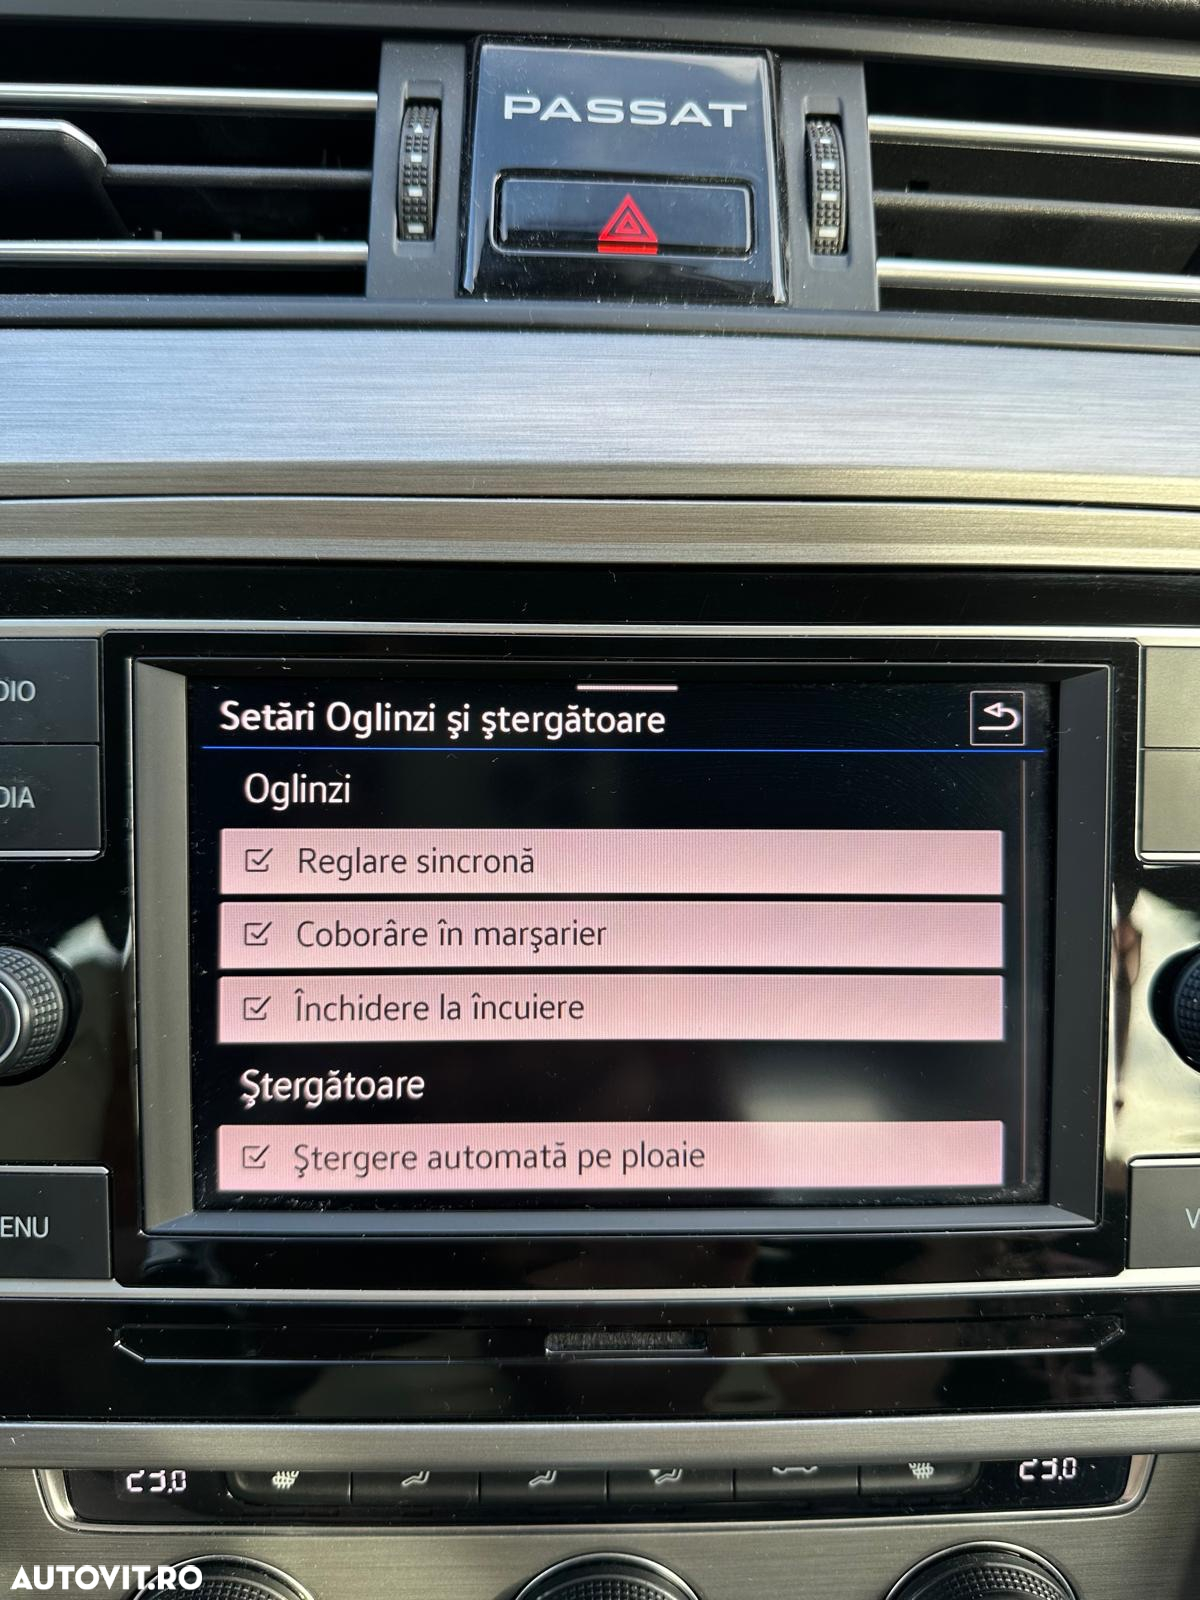 PASSAT
DIO
Setări Oglinzi şi ştergătoare
DIA
Oglinzi
Reglare sincronă
Coborâre în marşarier
Închidere la încuiere
Ştergătoare
Ştergere automată pe ploaie
ENU
V
23.0
23.0
AUTOVIT.RO